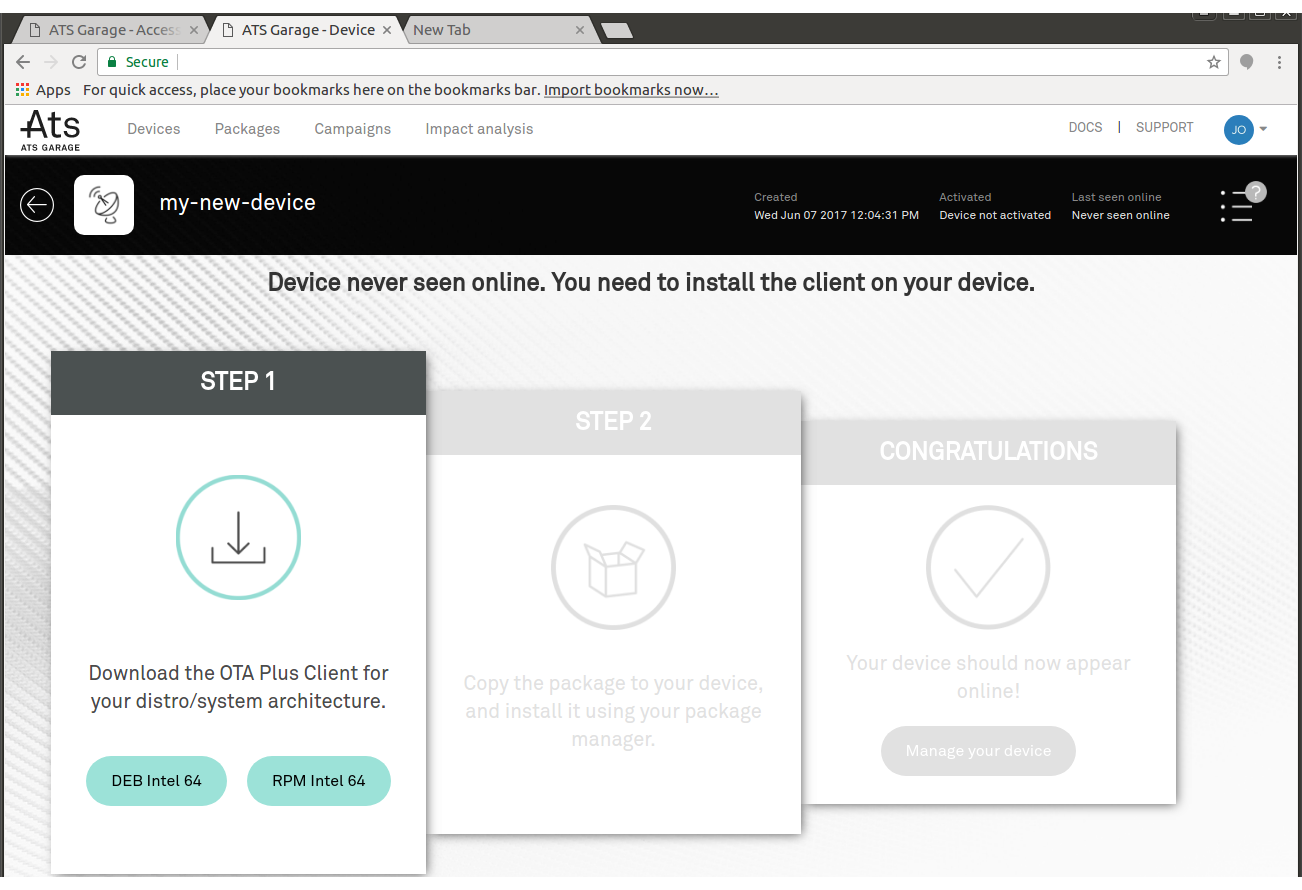 ATS Garage - Acces
ATS Garage - Device
New Tab
Secure
Apps For quick access, place your bookmarks here on the bookmarks bar. Import bookmarks now...
Ats
ATS GARAGE
Devices Packages Campaigns Impact analysis
DOCS | SUPPORT
JO
my-new-device
Created
Wed Jun 07 2017 12:04:31 PM
Activated
Device not activated
Last seen online
Never seen online
?
Device never seen online. You need to install the client on your device.
STEP 1
Download the OTA Plus Client for
your distro/system architecture.
DEB Intel 64
RPM Intel 64
STEP 2
Copy the package to your device,
and install it using your package
manager.
CONGRATULATIONS
Your device should now appear
online!
Manage your device